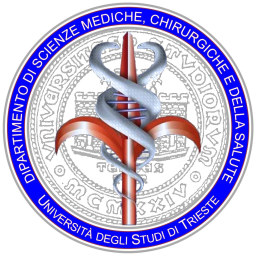 DIPARTIMENTO DI SCIENZE MEDICHE, CHIRURGICHE E DELLA SALUTE
UNIVERSITÀ DEGLI STUDI DI TRIESTE
MCMXXIV